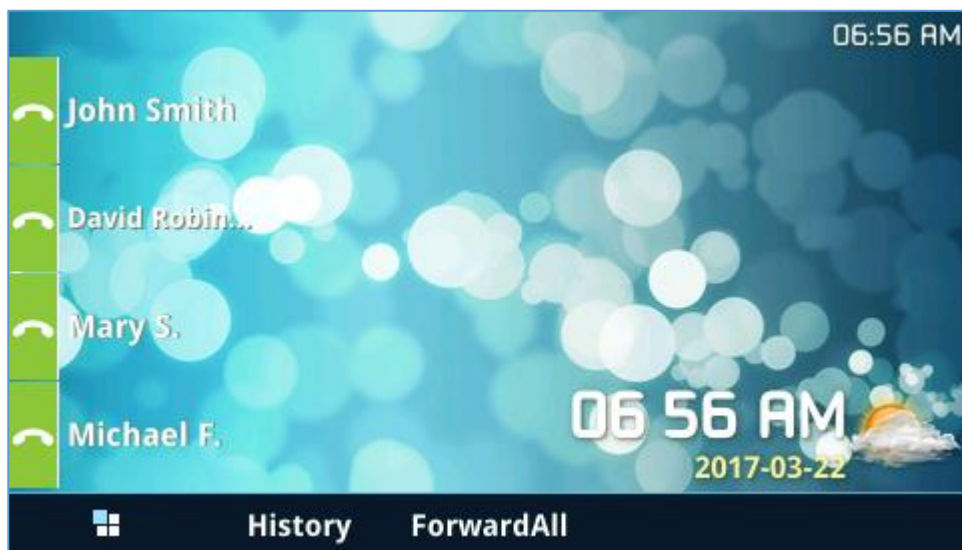 06:56 AM
John Smith
David Robin...
Mary S.
Michael F.
06 56 AM
2017-03-22
History ForwardAll